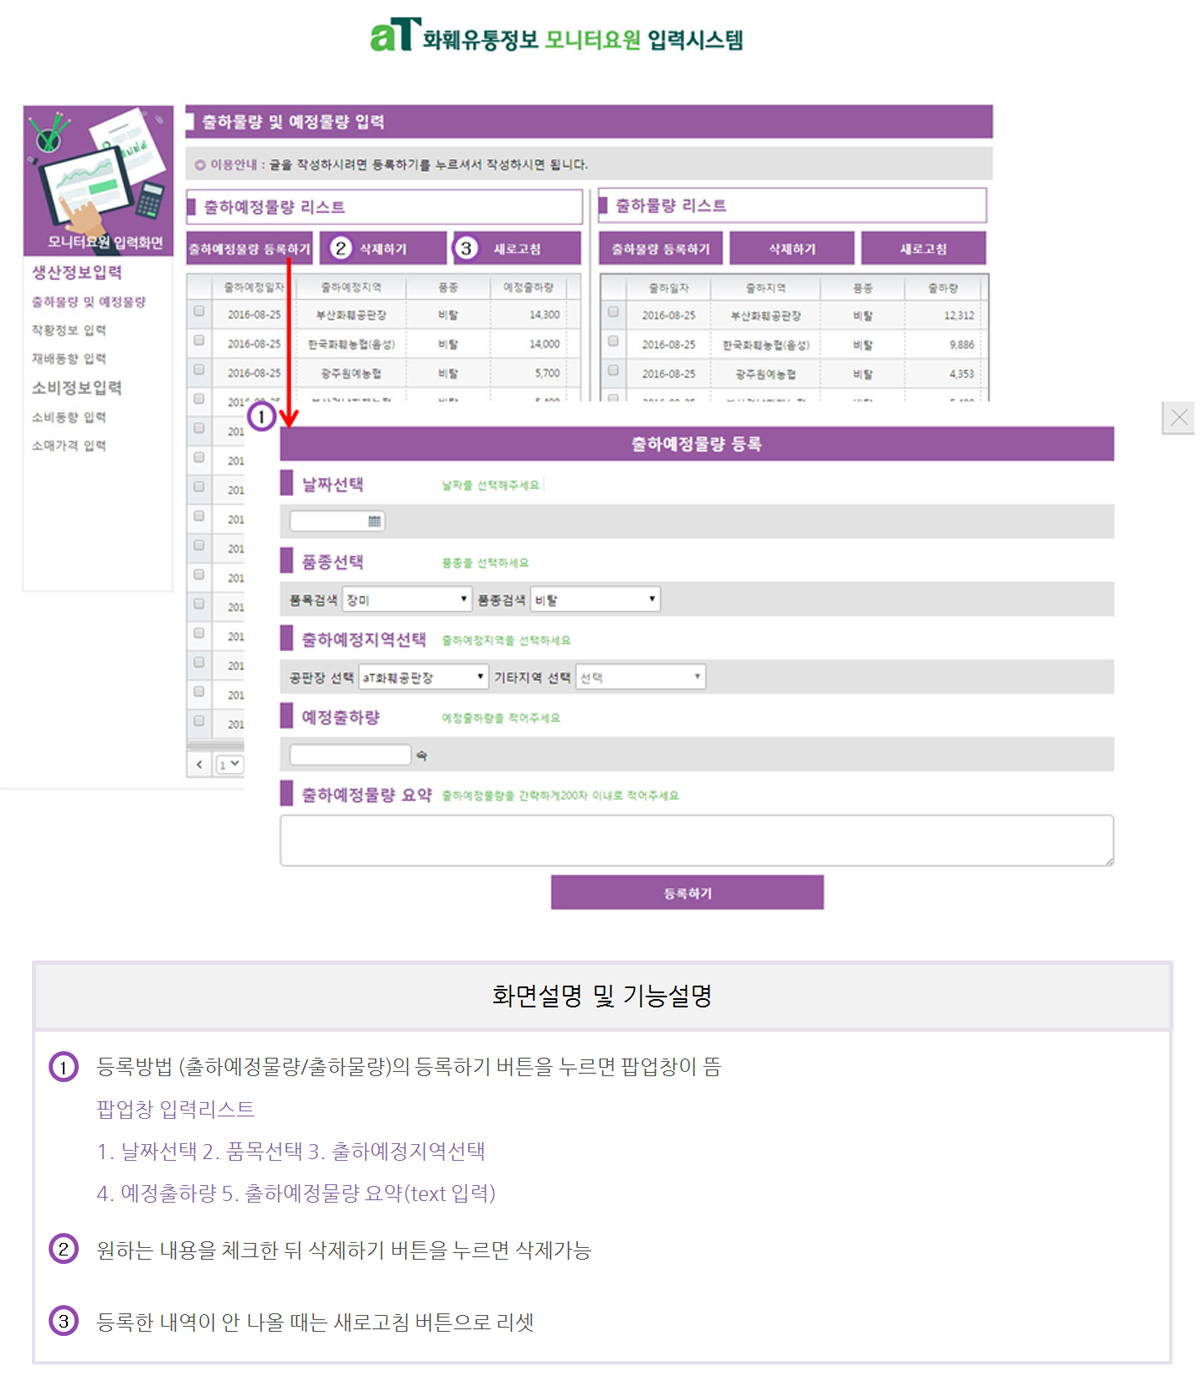 aT 화훼유통정보 모니터요원 입력시스템
모니터요원 입력화면
생산정보입력
출하물량 및 예정물량
작황정보 입력
재배동향 입력
소비정보입력
소비동향 입력
소매가격 입력
출하물량 및 예정물량 입력
◎ 이용안내 : 글을 작성하시려면 등록하기를 누르셔서 작성하시면 됩니다.
출하예정물량 리스트
출하예정물량 등록하기 2 삭제하기 3 새로고침
출하예정일자 출하예정지역 품종 예정출하량
2016-08-25 부산화훼공판장 비탈 14,300
2016-08-25 한국화훼농협(음성) 비탈 14,000
2016-08-25 광주원예농협 비탈 5,700
201
201
201
201
201
201
201
201
201
201
201
< 1
출하물량 리스트
출하물량 등록하기 삭제하기 새로고침
출하일자 출하지역 품종 출하량
2016-08-25 부산화훼공판장 비탈 12,312
2016-08-25 한국화훼농협(음성) 비탈 9,886
2016-08-25 광주원예농협 비탈 4,353
1
출하예정물량 등록
날짜선택 날짜를 선택해주세요
품종선택 품종을 선택하세요
품목검색 장미 품종검색 비탈
출하예정지역선택 출하예정지역을 선택하세요
공판장 선택 aT화훼공판장 기타지역 선택 선택
예정출하량 예정출하량을 적어주세요
속
출하예정물량 요약 출하예정물량을 간략하게200자 이내로 적어주세요
등록하기
화면설명 및 기능설명
1 등록방법 (출하예정물량/출하물량)의 등록하기 버튼을 누르면 팝업창이 뜸
팝업창 입력리스트
1. 날짜선택 2. 품목선택 3. 출하예정지역선택
4. 예정출하량 5. 출하예정물량 요약(text 입력)
2 원하는 내용을 체크한 뒤 삭제하기 버튼을 누르면 삭제가능
3 등록한 내역이 안 나올 때는 새로고침 버튼으로 리셋